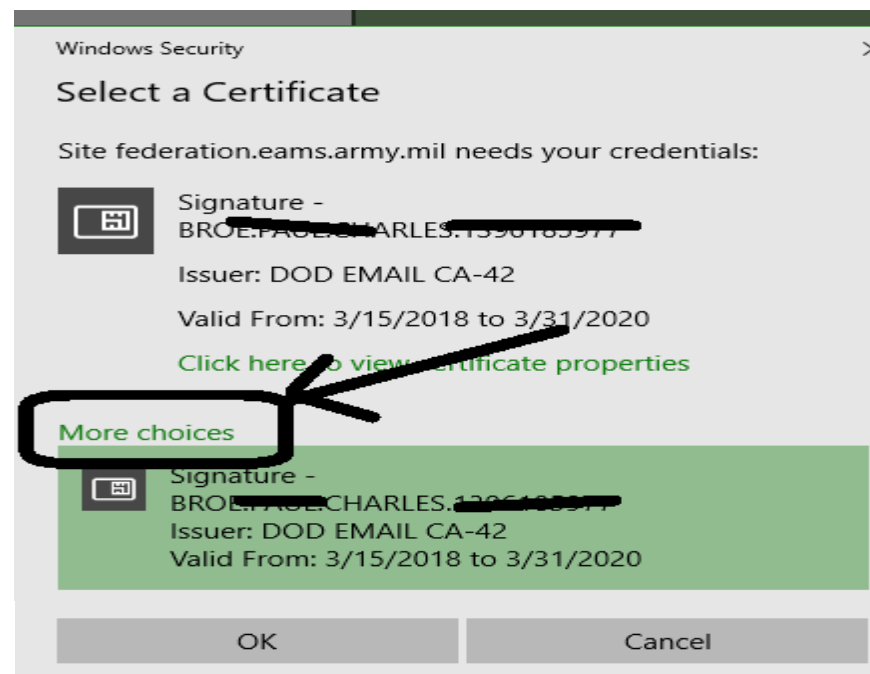 Windows Security
Select a Certificate
Site federation.eams.army.mil needs your credentials:
Signature -
CHARLES.
Issuer: DOD EMAIL CA-42
Valid From: 3/15/2018 to 3/31/2020
Click here to view certificate properties
More choices
Signature -
CHARLES.
Issuer: DOD EMAIL CA-42
Valid From: 3/15/2018 to 3/31/2020
OK
Cancel